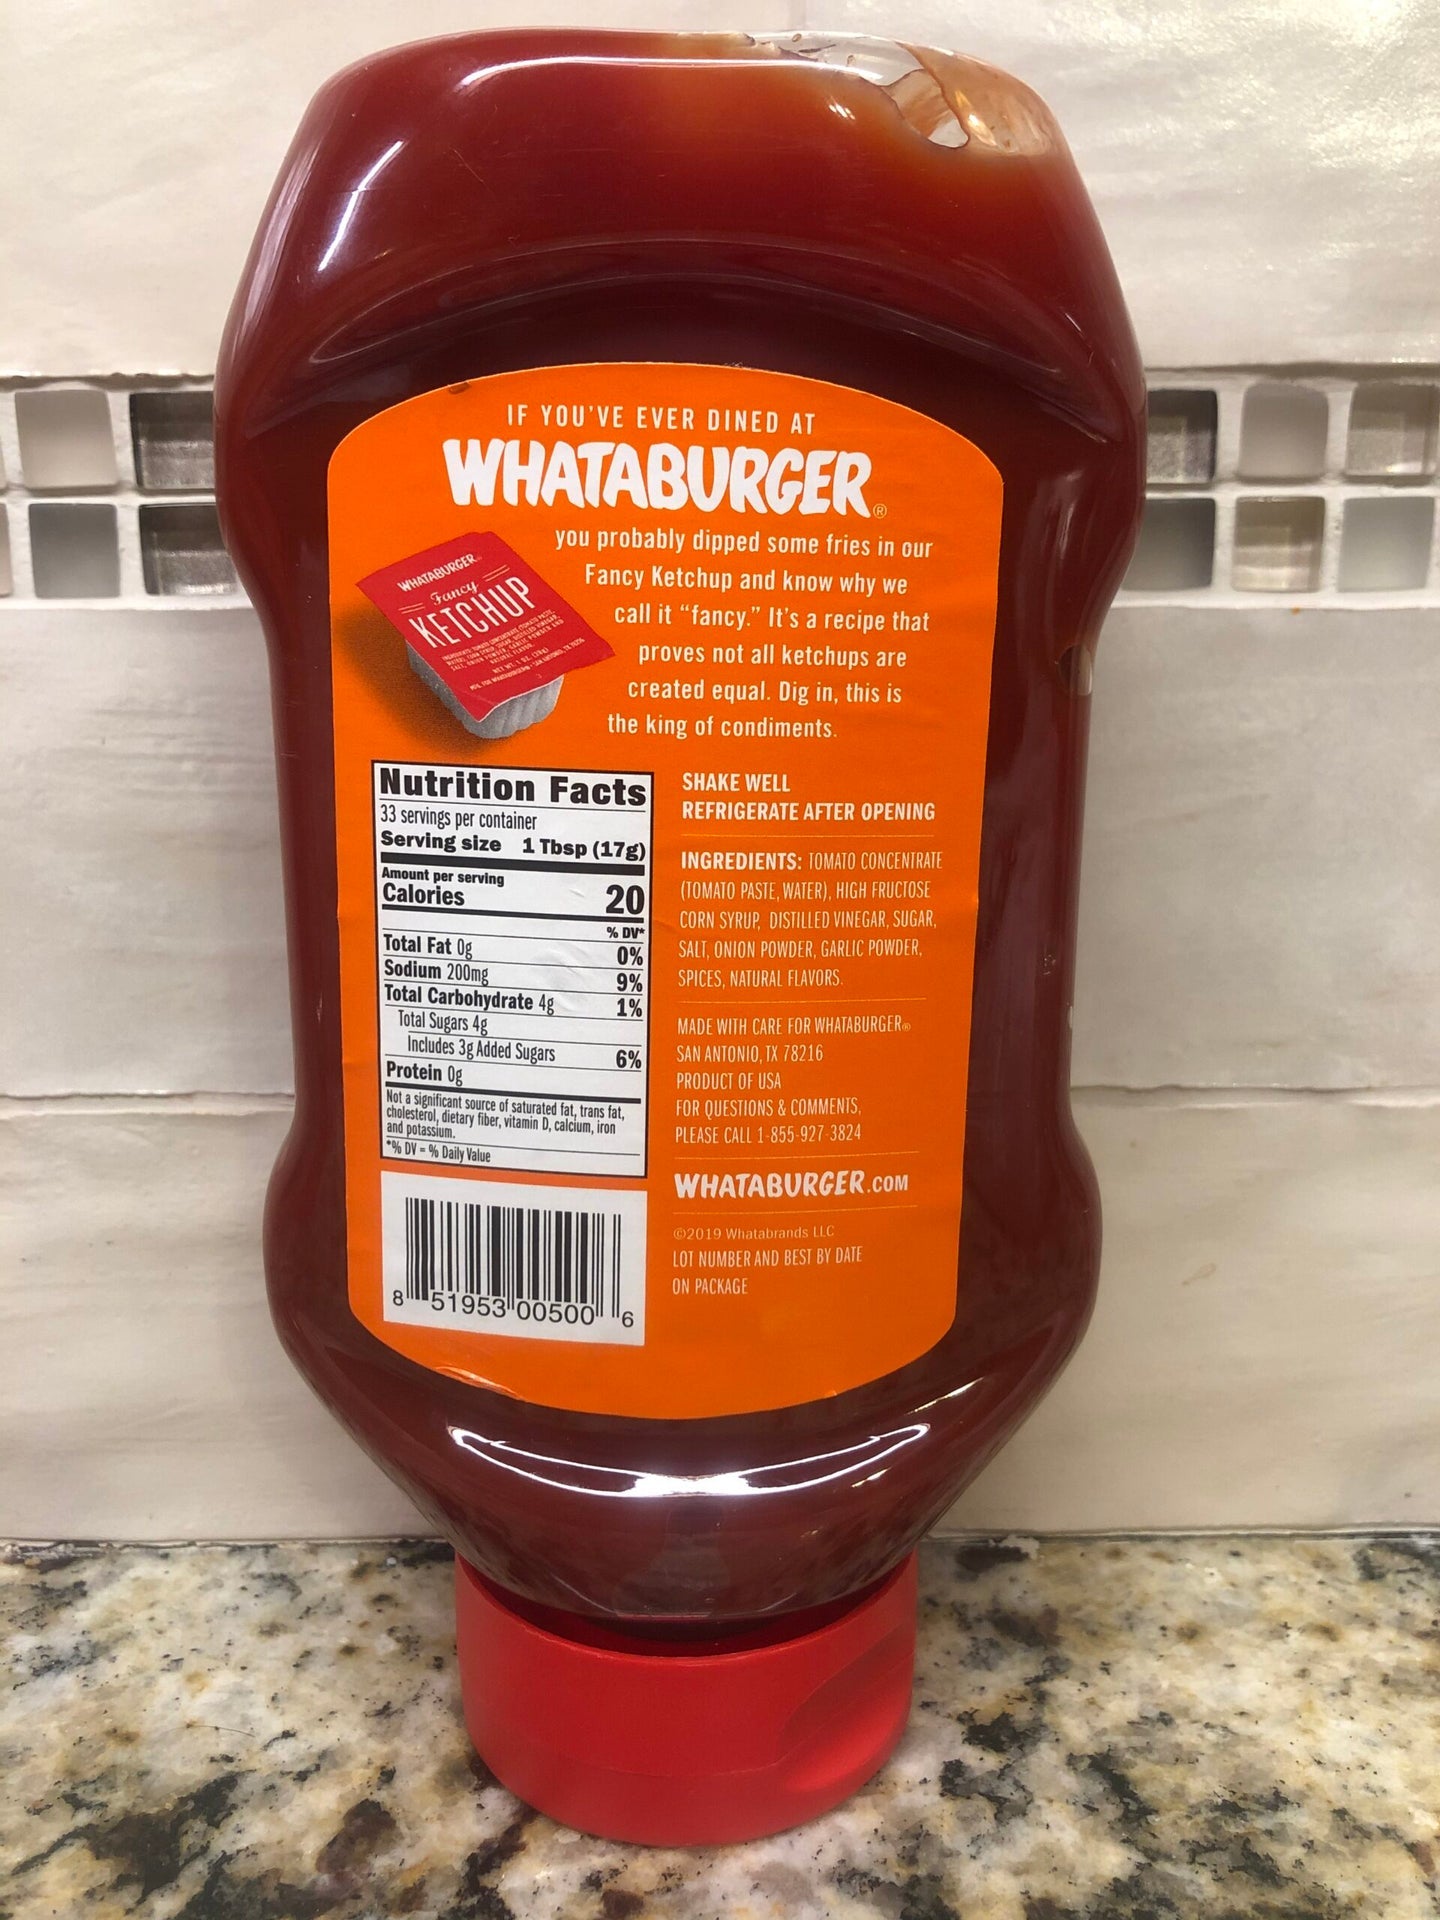 IF YOU'VE EVER DINED AT
WHATABURGER®
you probably dipped some fries in our
Fancy Ketchup and know why we
call it “fancy.” It's a recipe that
proves not all ketchups are
created equal. Dig in, this is
the king of condiments.
WHATABURGER
Fancy
KETCHUP
NET WT. 1 OZ. (28g)
Nutrition Facts
33 servings per container
Serving size 1 Tbsp (17g)
Amount per serving
Calories 20
% DV*
Total Fat 0g 0%
Sodium 200mg 9%
Total Carbohydrate 4g 1%
Total Sugars 4g
Includes 3g Added Sugars 6%
Protein 0g
Not a significant source of saturated fat, trans fat,
cholesterol, dietary fiber, vitamin D, calcium, iron
and potassium.
*% DV = % Daily Value
8 51953 00500 6
SHAKE WELL
REFRIGERATE AFTER OPENING
INGREDIENTS: TOMATO CONCENTRATE
(TOMATO PASTE, WATER), HIGH FRUCTOSE
CORN SYRUP, DISTILLED VINEGAR, SUGAR,
SALT, ONION POWDER, GARLIC POWDER,
SPICES, NATURAL FLAVORS.
MADE WITH CARE FOR WHATABURGER®
SAN ANTONIO, TX 78216
PRODUCT OF USA
FOR QUESTIONS & COMMENTS,
PLEASE CALL 1-855-927-3824
WHATABURGER.COM
©2019 Whatabrands LLC
LOT NUMBER AND BEST BY DATE
ON PACKAGE